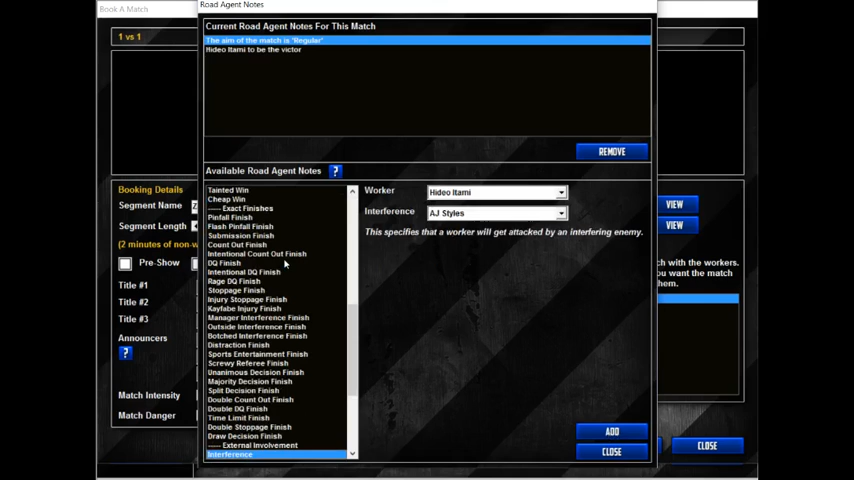 Book A Match
Road Agent Notes
1 vs 1
Current Road Agent Notes For This Match
The aim of the match is 'Regular'
Hideo Itami to be the victor
REMOVE
Available Road Agent Notes ?
Tainted Win
Cheap Win
----- Exact Finishes
Pinfall Finish
Flash Pinfall Finish
Submission Finish
Count Out Finish
Intentional Count Out Finish
DQ Finish
Intentional DQ Finish
Rage DQ Finish
Stoppage Finish
Injury Stoppage Finish
Kayfabe Injury Finish
Manager Interference Finish
Outside Interference Finish
Botched Interference Finish
Distraction Finish
Sports Entertainment Finish
Screwy Referee Finish
Unanimous Decision Finish
Majority Decision Finish
Split Decision Finish
Double Count Out Finish
Double DQ Finish
Time Limit Finish
Double Stoppage Finish
Draw Decision Finish
----- External Involvement
Interference
Worker
Hideo Itami
Interference
AJ Styles
This specifies that a worker will get attacked by an interfering enemy.
ADD
CLOSE
Booking Details
Segment Name
Segment Length
(2 minutes of non-w
Pre-Show
Title #1
Title #2
Title #3
Announcers
?
Match Intensity
Match Danger
VIEW
VIEW
ch with the workers.
ou want the match
hem.
CLOSE